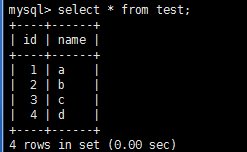 mysql> select * from test;
+----+------+
| id | name |
+----+------+
|  1 | a    |
|  2 | b    |
|  3 | c    |
|  4 | d    |
+----+------+
4 rows in set (0.00 sec)